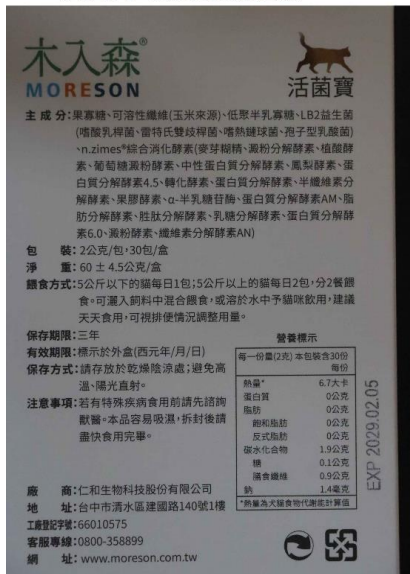 木入森®
MORESON
活菌寶
主成分:果寡糖、可溶性纖維(玉米來源)、低聚半乳寡糖、LB2益生菌
(嗜酸乳桿菌、雷特氏雙歧桿菌、嗜熱鏈球菌、孢子型乳酸菌)
、n.zimes®綜合消化酵素(麥芽糊精、澱粉分解酵素、植酸酵
素、葡萄糖澱粉酵素、中性蛋白質分解酵素、鳳梨酵素、蛋
白質分解酵素4.5、轉化酵素、蛋白質分解酵素、半纖維素分
解酵素、果膠酵素、α-半乳糖苷酶、蛋白質分解酵素AM、脂
肪分解酵素、胜肽分解酵素、乳糖分解酵素、蛋白質分解酵
素6.0、澱粉酵素、纖維素分解酵素AN)
包 裝:2公克/包,30包/盒
淨 重:60 ± 4.5公克/盒
餵食方式:5公斤以下的貓每日1包;5公斤以上的貓每日2包,分2餐餵
食。可灑入飼料中混合餵食,或溶於水中予貓咪飲用,建議
天天食用,可視排便情況調整用量。
保存期限:三年
有效期限:標示於外盒(西元年/月/日)
保存方式:請存放於乾燥陰涼處;避免高
溫、陽光直射。
注意事項:若有特殊疾病食用前請先諮詢
獸醫。本品容易吸濕,拆封後請
盡快食用完畢。
營養標示
每一份量(2克) 本包裝含30份
每份
熱量* 6.7大卡
蛋白質 0公克
脂肪 0公克
飽和脂肪 0公克
反式脂肪 0公克
碳水化合物 1.9公克
糖 0.1公克
膳食纖維 0.9公克
鈉 1.4毫克
*熱量為犬貓食物代謝能計算值
EXP 2029.02.05
廠 商:仁和生物科技股份有限公司
地 址:台中市清水區建國路140號1樓
工廠登記字號:66010575
客服專線:0800-358899
網 址:www.moreson.com.tw